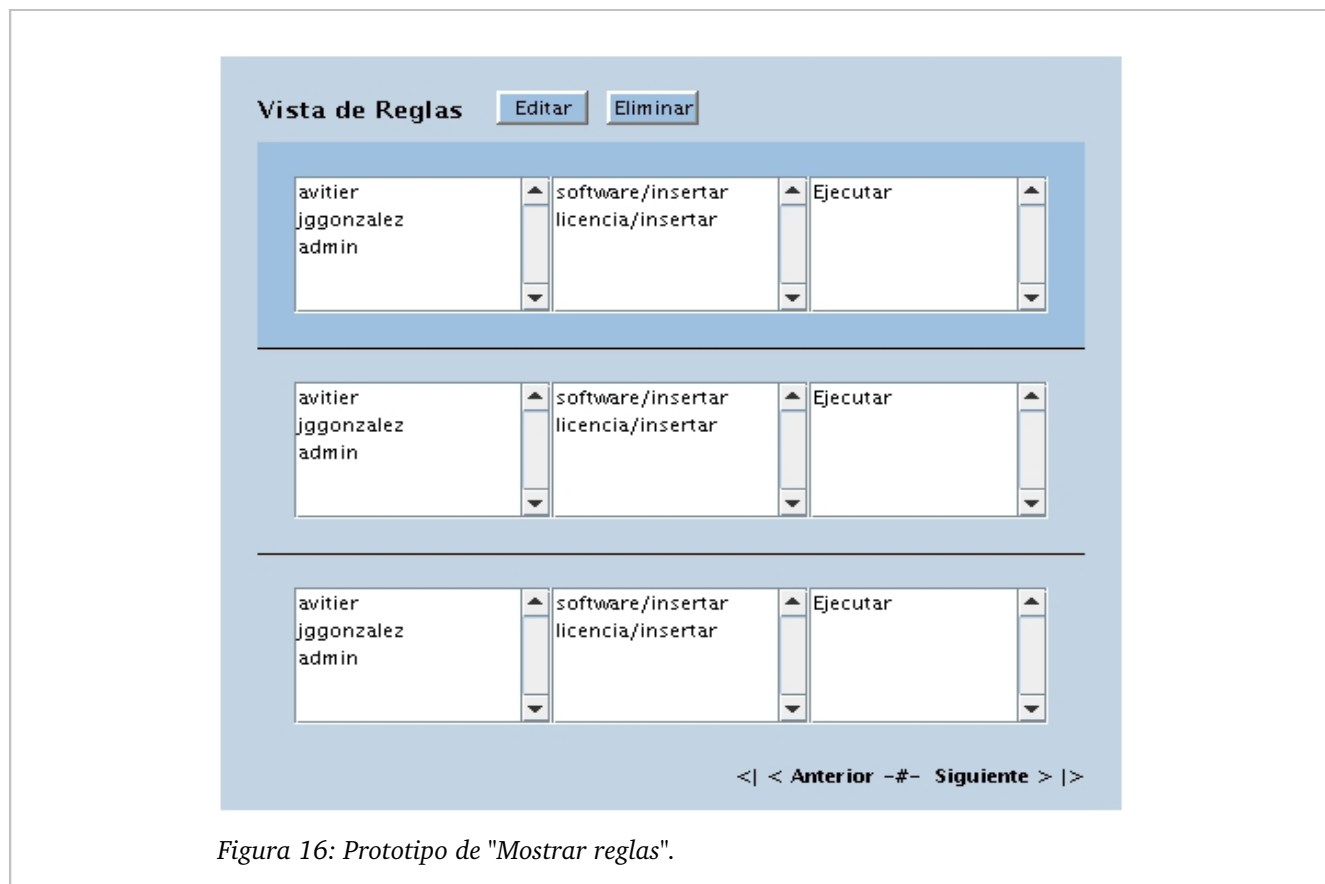 Vista de Reglas Editar Eliminar
avitier software/insertar Ejecutar
jggonzalez licencia/insertar
admin
avitier software/insertar Ejecutar
jggonzalez licencia/insertar
admin
avitier software/insertar Ejecutar
jggonzalez licencia/insertar
admin
<| < Anterior -#- Siguiente > |>
Figura 16: Prototipo de "Mostrar reglas".